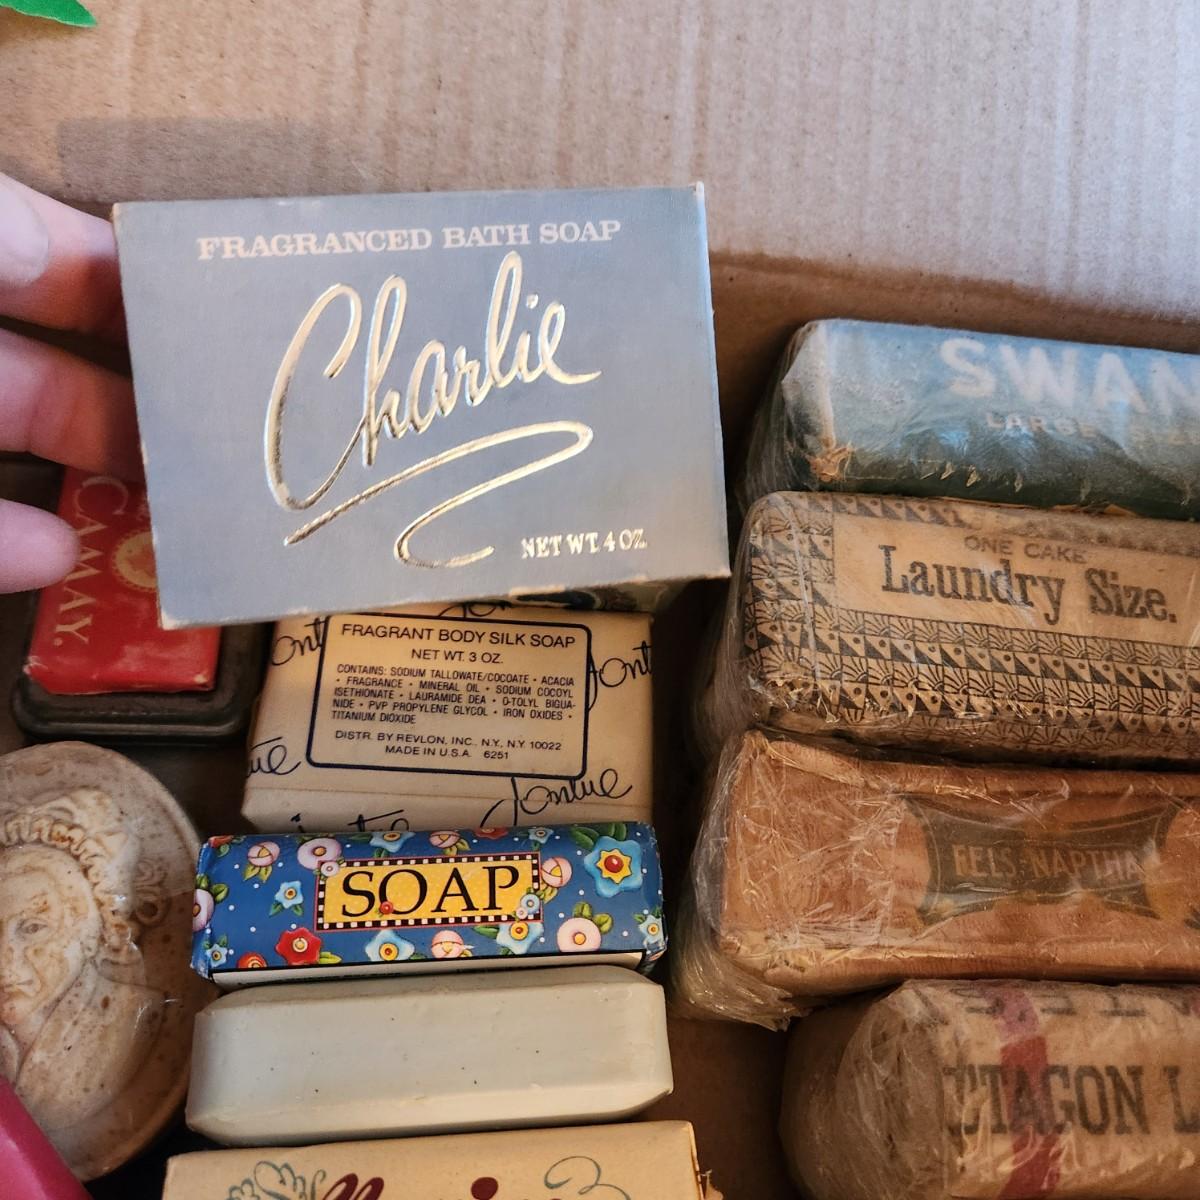 FRAGRANCED BATH SOAP
Charlie
NET WT. 4 OZ.
CAMAY.
SWAN
LARGE SIZE
ONE CAKE
Laundry Size.
FRAGRANT BODY SILK SOAP
NET WT. 3 OZ.
CONTAINS: SODIUM TALLOWATE/COCOATE • ACACIA
• FRAGRANCE • MINERAL OIL • SODIUM COCOYL
ISETHIONATE • LAURAMIDE DEA • O-TOLYL BIGUA-
NIDE • PVP PROPYLENE GLYCOL • IRON OXIDES •
TITANIUM DIOXIDE
DISTR. BY REVLON, INC., N.Y., N.Y. 10022
MADE IN U.S.A. 6251
Jontue
FELS-NAPTHA
SOAP
CTAGON L